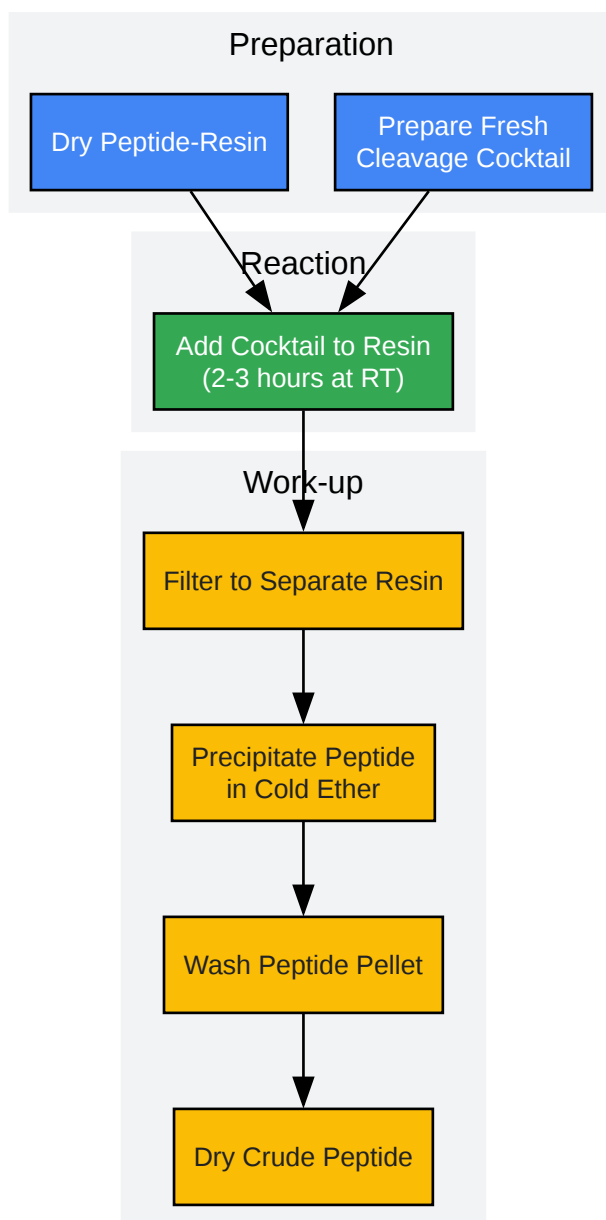 Preparation
Dry Peptide-Resin
Prepare Fresh
Cleavage Cocktail
Reaction
Add Cocktail to Resin
(2-3 hours at RT)
Work-up
Filter to Separate Resin
Precipitate Peptide
in Cold Ether
Wash Peptide Pellet
Dry Crude Peptide